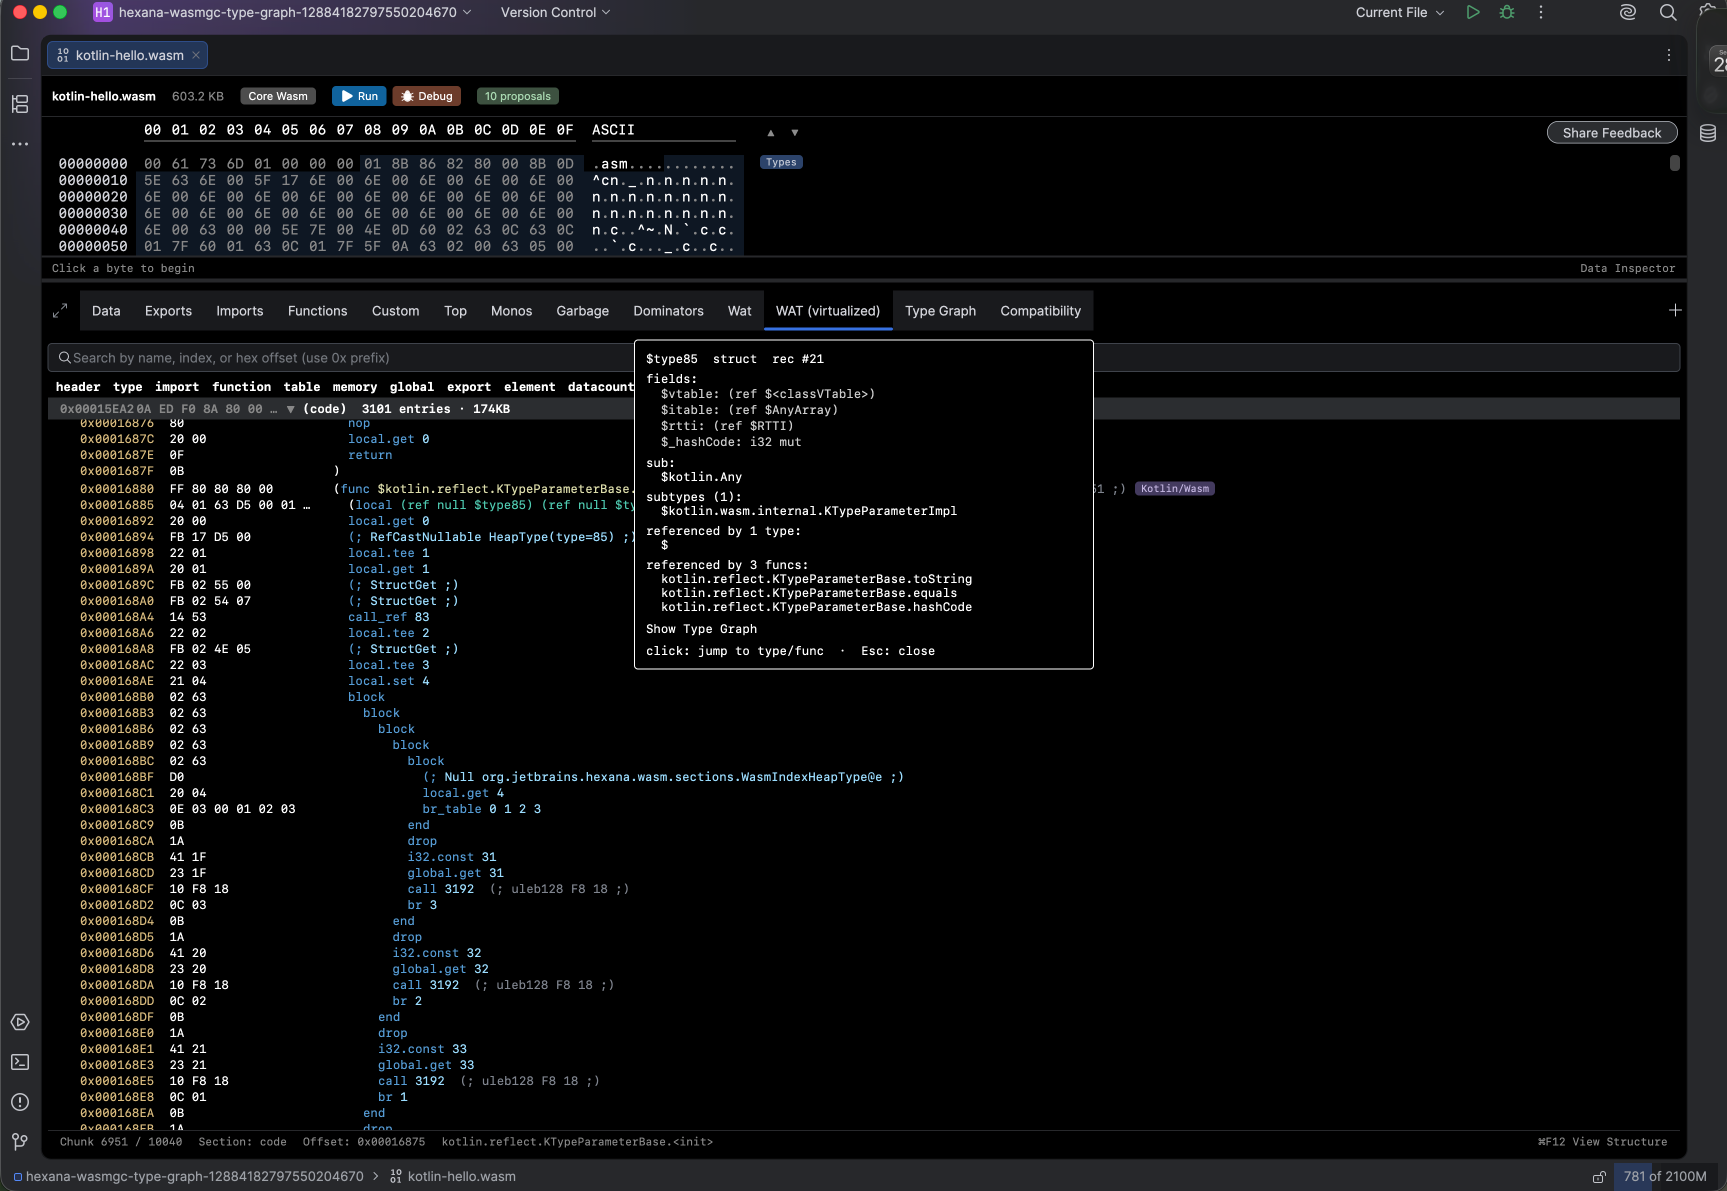 H1 hexana-wasmgc-type-graph-12884182797550204670 Version Control Current File
kotlin-hello.wasm
kotlin-hello.wasm 603.2 KB Core Wasm Run Debug 10 proposals
00 01 02 03 04 05 06 07 08 09 0A 0B 0C 0D 0E 0F ASCII
Share Feedback
00000000 00 61 73 6D 01 00 00 00 01 8B 86 82 80 00 8B 0D .asm............ Types
00000010 5E 63 6E 00 5F 17 6E 00 6E 00 6E 00 6E 00 6E 00 ^cn._.n.n.n.n.n.
00000020 6E 00 6E 00 6E 00 6E 00 6E 00 6E 00 6E 00 6E 00 n.n.n.n.n.n.n.n.
00000030 6E 00 6E 00 6E 00 6E 00 6E 00 6E 00 6E 00 6E 00 n.n.n.n.n.n.n.n.
00000040 6E 00 63 00 00 5E 7E 00 4E 0D 60 02 63 0C 63 0C n.c..^~.N.`.c.c.
00000050 01 7F 60 01 63 0C 01 7F 5F 0A 63 02 00 63 05 00 ..`.c..._.c..c..
Click a byte to begin Data Inspector
Data Exports Imports Functions Custom Top Monos Garbage Dominators Wat WAT (virtualized) Type Graph Compatibility
Search by name, index, or hex offset (use 0x prefix)
header type import function table memory global export element datacount
0x00015EA2 0A ED F0 8A 80 00 … ▼ (code) 3101 entries · 174KB
0x00016876 80 nop
0x0001687C 20 00 local.get 0
0x0001687E 0F return
0x0001687F 0B )
0x00016880 FF 80 80 80 00 (func $kotlin.reflect.KTypeParameterBase. 51 ;) Kotlin/Wasm
0x00016885 04 01 63 D5 00 01 … (local (ref null $type85) (ref null $ty
0x00016892 20 00 local.get 0
0x00016894 FB 17 D5 00 (; RefCastNullable HeapType(type=85) ;)
0x00016898 22 01 local.tee 1
0x0001689A 20 01 local.get 1
0x0001689C FB 02 55 00 (; StructGet ;)
0x000168A0 FB 02 54 07 (; StructGet ;)
0x000168A4 14 53 call_ref 83
0x000168A6 22 02 local.tee 2
0x000168A8 FB 02 4E 05 (; StructGet ;)
0x000168AC 22 03 local.tee 3
0x000168AE 21 04 local.set 4
0x000168B0 02 63 block
0x000168B3 02 63 block
0x000168B6 02 63 block
0x000168B9 02 63 block
0x000168BC 02 63 block
0x000168BF D0 (; Null org.jetbrains.hexana.wasm.sections.WasmIndexHeapType@e ;)
0x000168C1 20 04 local.get 4
0x000168C3 0E 03 00 01 02 03 br_table 0 1 2 3
0x000168C9 0B end
0x000168CA 1A drop
0x000168CB 41 1F i32.const 31
0x000168CD 23 1F global.get 31
0x000168CF 10 F8 18 call 3192 (; uleb128 F8 18 ;)
0x000168D2 0C 03 br 3
0x000168D4 0B end
0x000168D5 1A drop
0x000168D6 41 20 i32.const 32
0x000168D8 23 20 global.get 32
0x000168DA 10 F8 18 call 3192 (; uleb128 F8 18 ;)
0x000168DD 0C 02 br 2
0x000168DF 0B end
0x000168E0 1A drop
0x000168E1 41 21 i32.const 33
0x000168E3 23 21 global.get 33
0x000168E5 10 F8 18 call 3192 (; uleb128 F8 18 ;)
0x000168E8 0C 01 br 1
0x000168EA 0B end
0x000168EB 1A drop
$type85 struct rec #21
fields:
$vtable: (ref $<classVTable>)
$itable: (ref $AnyArray)
$rtti: (ref $RTTI)
$_hashCode: i32 mut
sub:
$kotlin.Any
subtypes (1):
$kotlin.wasm.internal.KTypeParameterImpl
referenced by 1 type:
$
referenced by 3 funcs:
kotlin.reflect.KTypeParameterBase.toString
kotlin.reflect.KTypeParameterBase.equals
kotlin.reflect.KTypeParameterBase.hashCode
Show Type Graph
click: jump to type/func · Esc: close
Chunk 6951 / 10040 Section: code Offset: 0x00016875 kotlin.reflect.KTypeParameterBase.<init> ⌘F12 View Structure
hexana-wasmgc-type-graph-12884182797550204670 > kotlin-hello.wasm 781 of 2100M